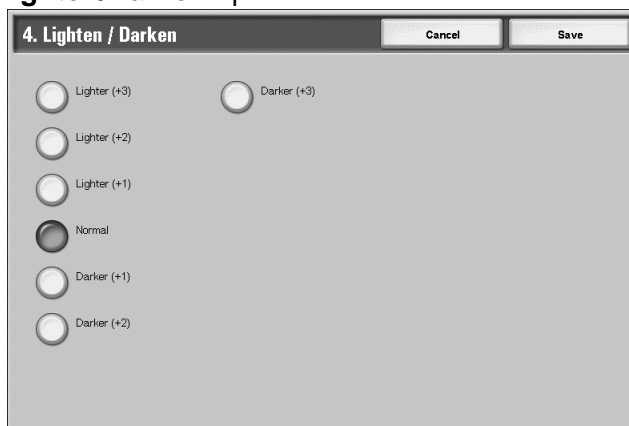 4. Lighten / Darken
Cancel
Save
Lighter (+3)
Lighter (+2)
Lighter (+1)
Normal
Darker (+1)
Darker (+2)
Darker (+3)